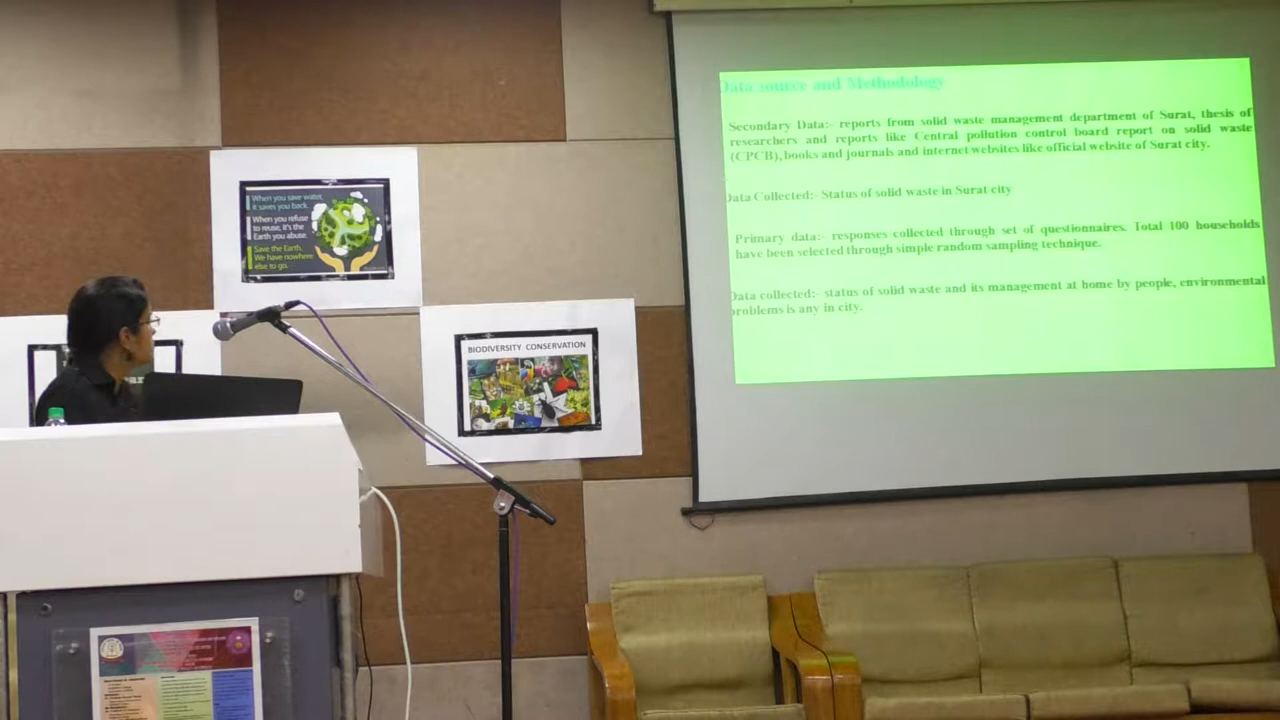 Data source and Methodology
Secondary Data:- reports from solid waste management department of Surat, thesis of
researchers and reports like Central pollution control board report on solid waste
(CPCB), books and journals and internet websites like official website of Surat city.
Data Collected:- Status of solid waste in Surat city
Primary data:- responses collected through set of questionnaires. Total 100 households
have been selected through simple random sampling technique.
Data collected:- status of solid waste and its management at home by people, environmental
problems is any in city.
When you save water,
it saves you back.
When you refuse
to reuse, it's the
Earth you abuse.
Save the Earth,
We have nowhere
else to go.
BIODIVERSITY CONSERVATION